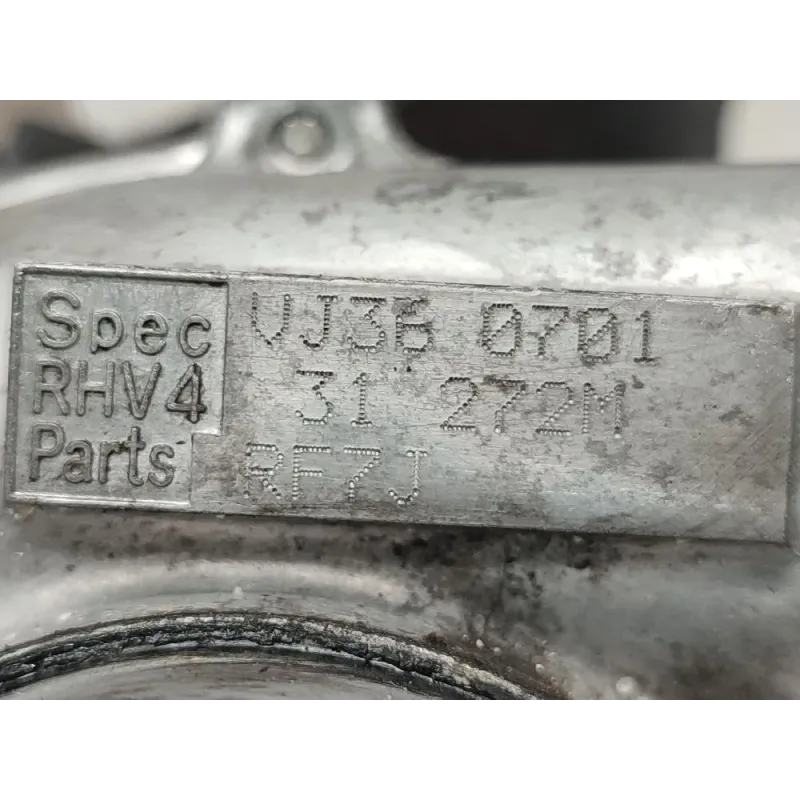 Spec VJ36 0701
RHV4 31 272M
Parts RF7J